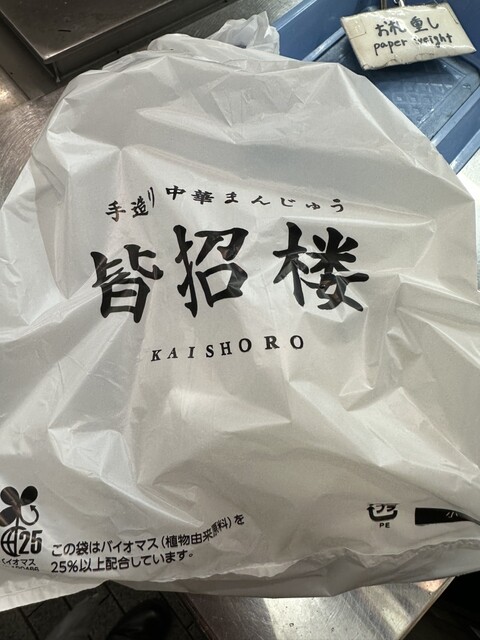 お札重し
paper weight
手造り中華まんじゅう
皆招楼
KAISHORO
25
バイオマス
この袋はバイオマス(植物由来原料)を
25%以上配合しています。
プラ
PE